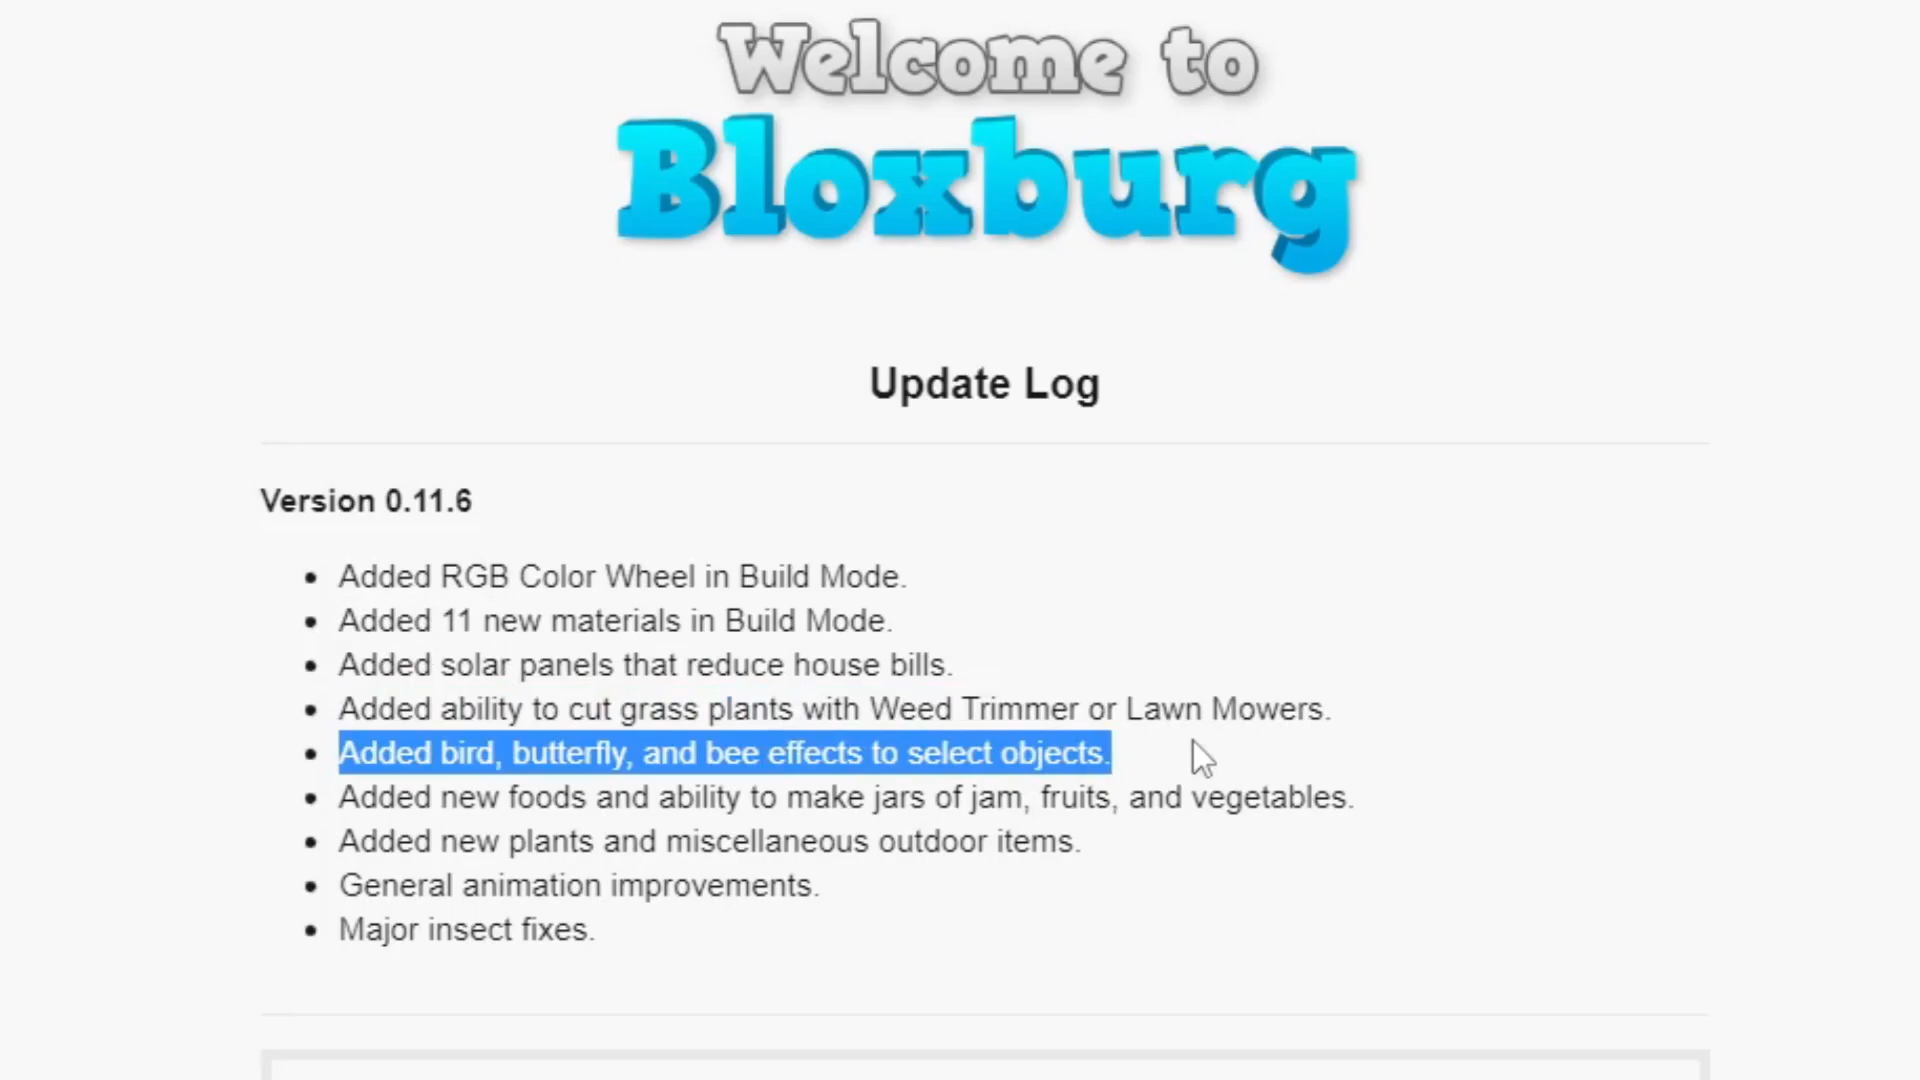 Welcome to
Bloxburg
Update Log
Version 0.11.6
Added RGB Color Wheel in Build Mode.
Added 11 new materials in Build Mode.
Added solar panels that reduce house bills.
Added ability to cut grass plants with Weed Trimmer or Lawn Mowers.
Added bird, butterfly, and bee effects to select objects.
Added new foods and ability to make jars of jam, fruits, and vegetables.
Added new plants and miscellaneous outdoor items.
General animation improvements.
Major insect fixes.